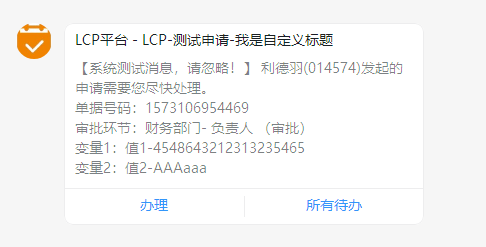 LCP平台 - LCP-测试申请-我是自定义标题
【系统测试消息，请忽略！】 利德羽(014574)发起的
申请需要您尽快处理。
单据号码：1573106954469
审批环节：财务部门- 负责人 （审批）
变量1：值1-4548643212313235465
变量2：值2-AAAaaa
办理
所有待办